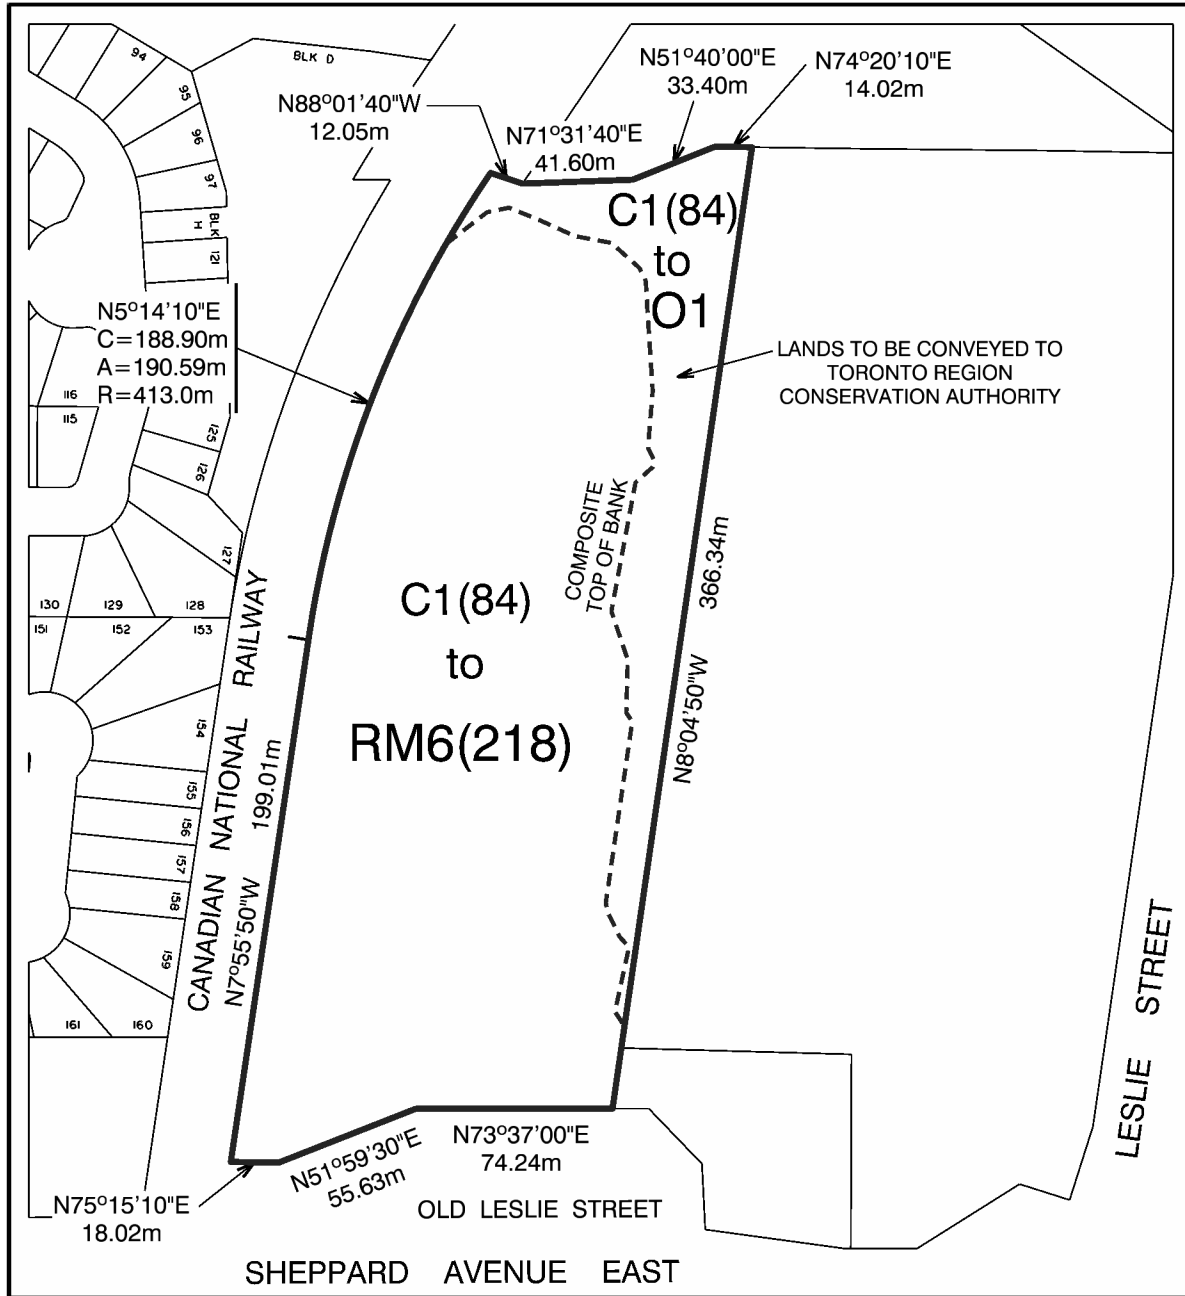 BLK D
N51°40'00"E
33.40m
N74°20'10"E
14.02m
N88°01'40"W
12.05m
N71°31'40"E
41.60m
94
95
96
97
BLK
H
121
C1(84)
to
O1
N5°14'10"E
C=188.90m
A=190.59m
R=413.0m
LANDS TO BE CONVEYED TO
TORONTO REGION
CONSERVATION AUTHORITY
116
115
125
126
127
COMPOSITE
TOP OF BANK
366.34m
N8°04'50"W
C1(84)
to
RM6(218)
130
129
128
151
152
153
154
155
156
157
158
159
161
160
CANADIAN NATIONAL RAILWAY
199.01m
N7°55'50"W
LESLIE STREET
N73°37'00"E
74.24m
N51°59'30"E
55.63m
N75°15'10"E
18.02m
OLD LESLIE STREET
SHEPPARD AVENUE EAST